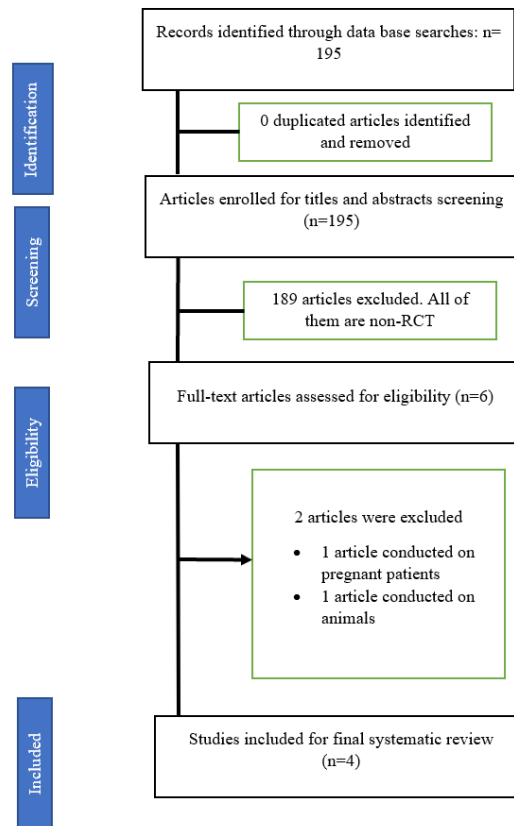 Records identified through data base searches: n=
195
Identification
0 duplicated articles identified
and removed
Articles enrolled for titles and abstracts screening
(n=195)
Screening
189 articles excluded. All of
them are non-RCT
Full-text articles assessed for eligibility (n=6)
Eligibility
2 articles were excluded
• 1 article conducted on
pregnant patients
• 1 article conducted on
animals
Included
Studies included for final systematic review
(n=4)